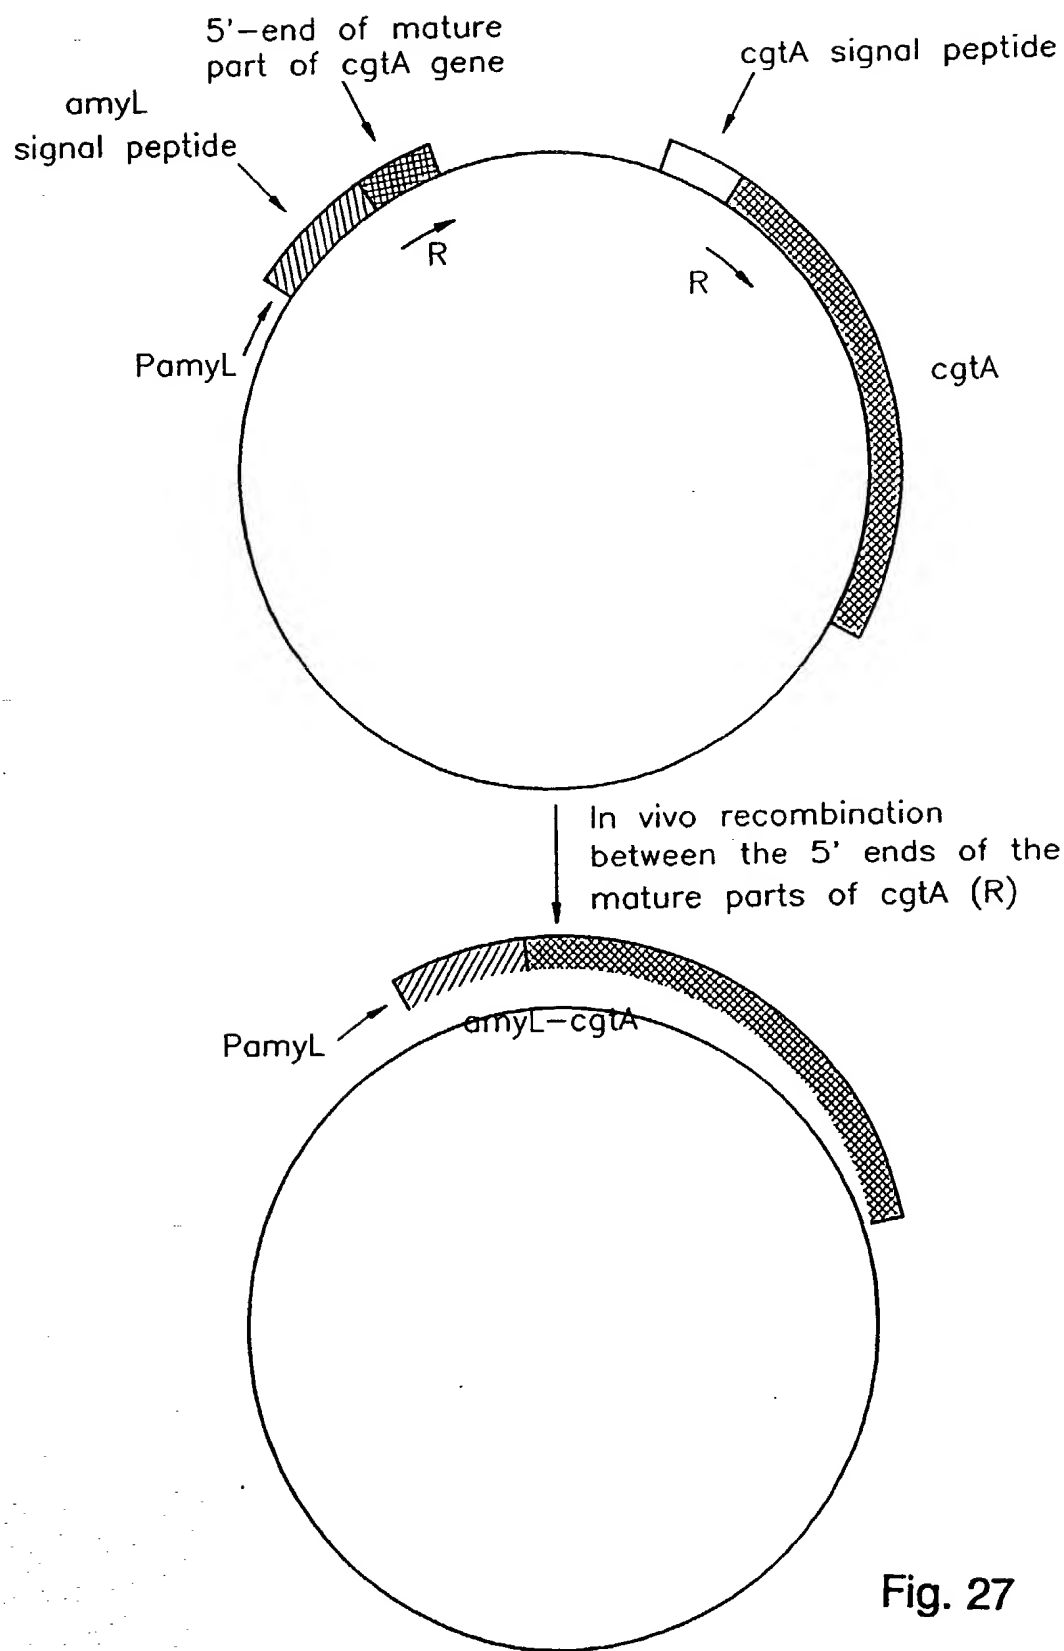 5'-end of mature
part of cgtA gene
cgtA signal peptide
amyL
signal peptide
R
R
PamyL
cgtA
In vivo recombination
between the 5' ends of the
mature parts of cgtA (R)
PamyL
amyL-cgtA
Fig. 27